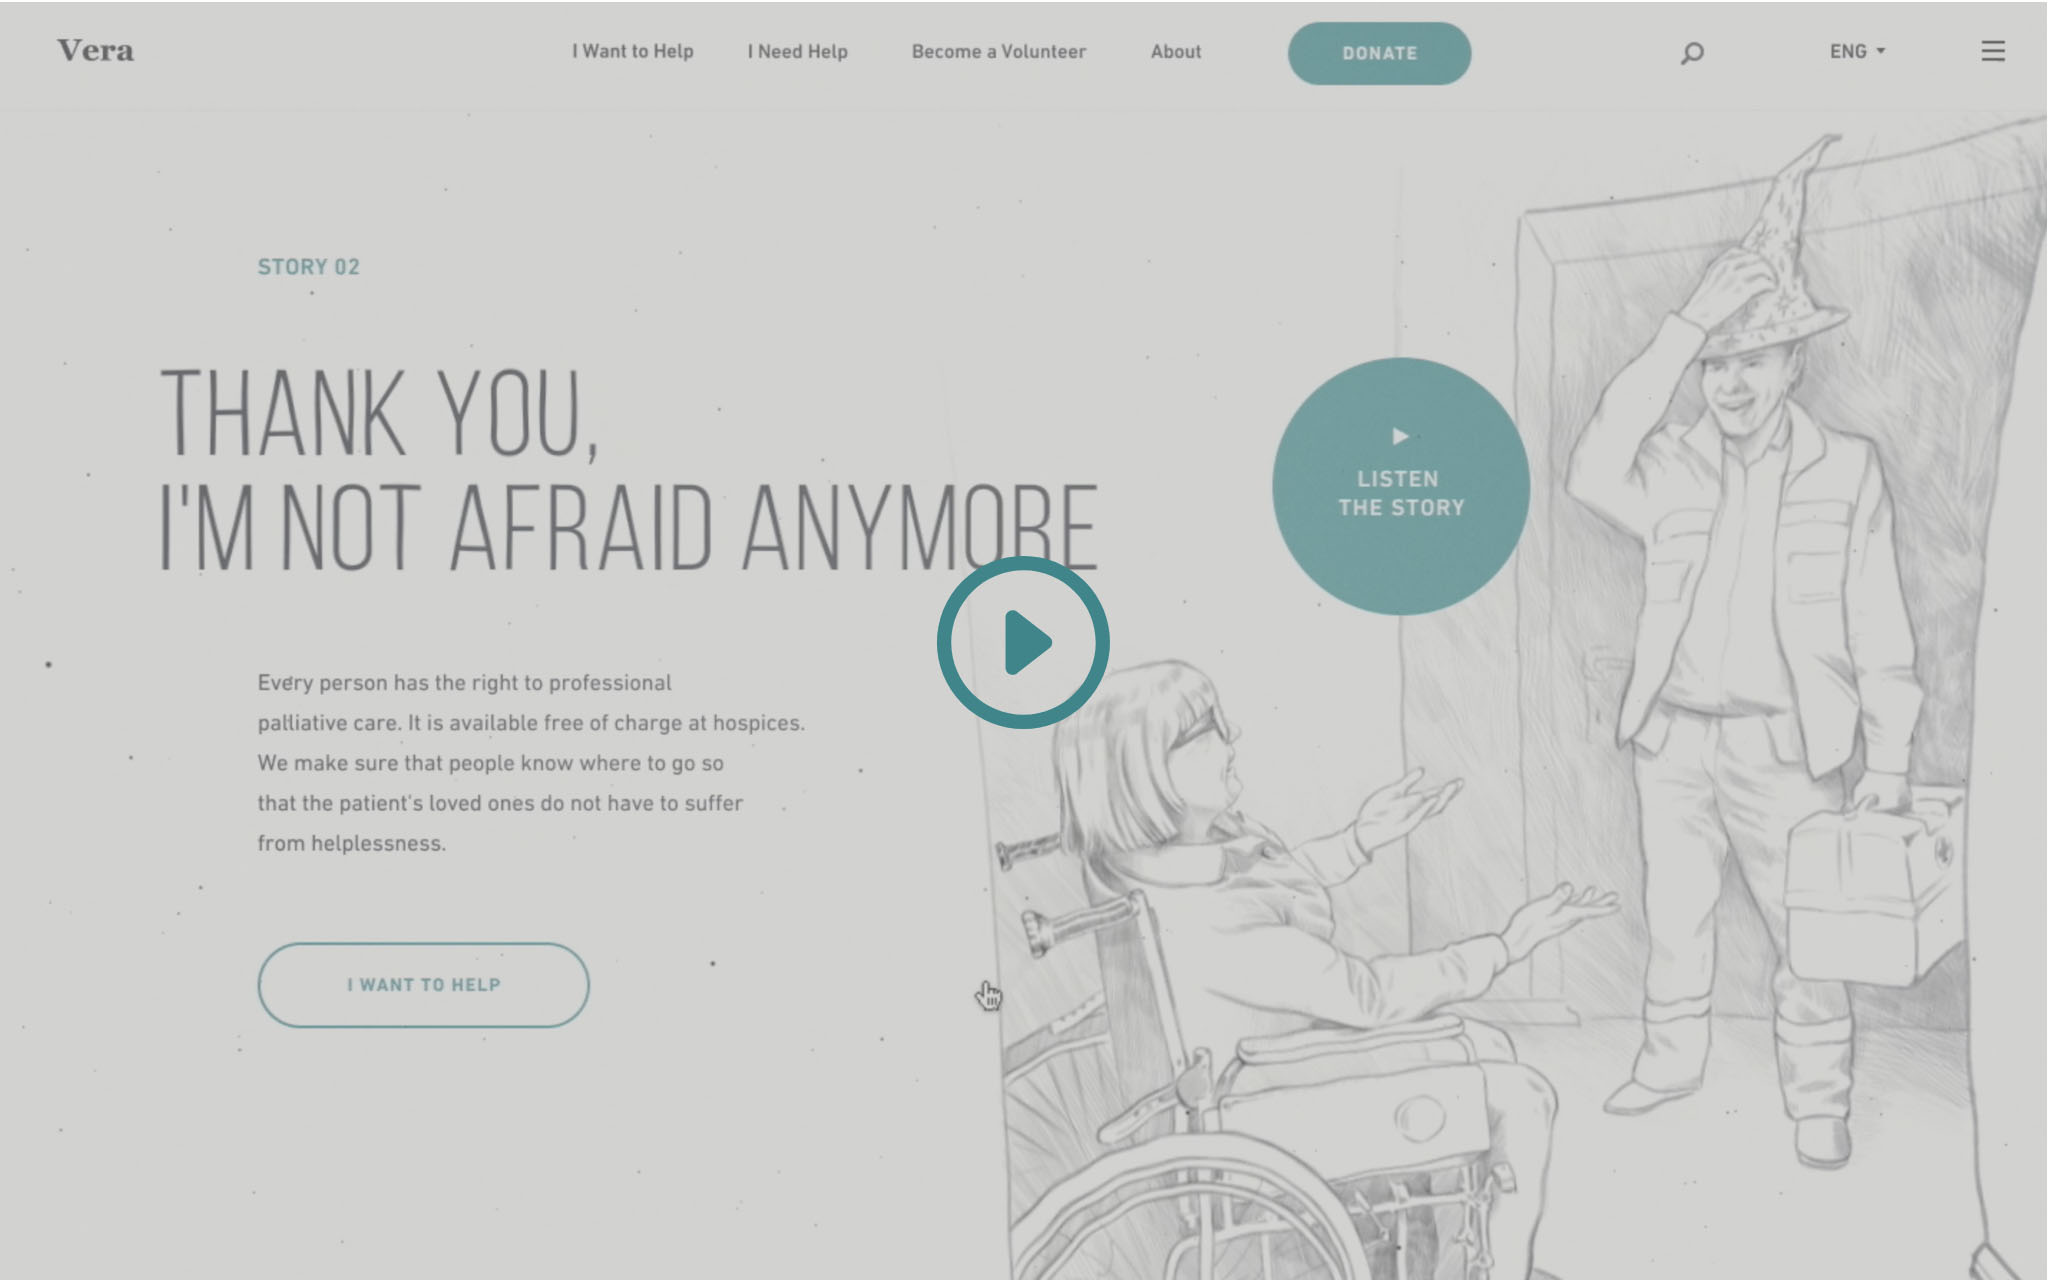 Vera
I Want to Help
I Need Help
Become a Volunteer
About
DONATE
ENG
STORY 02
THANK YOU,
I'M NOT AFRAID ANYMORE
LISTEN
THE STORY
Every person has the right to professional
palliative care. It is available free of charge at hospices.
We make sure that people know where to go so
that the patient's loved ones do not have to suffer
from helplessness.
I WANT TO HELP